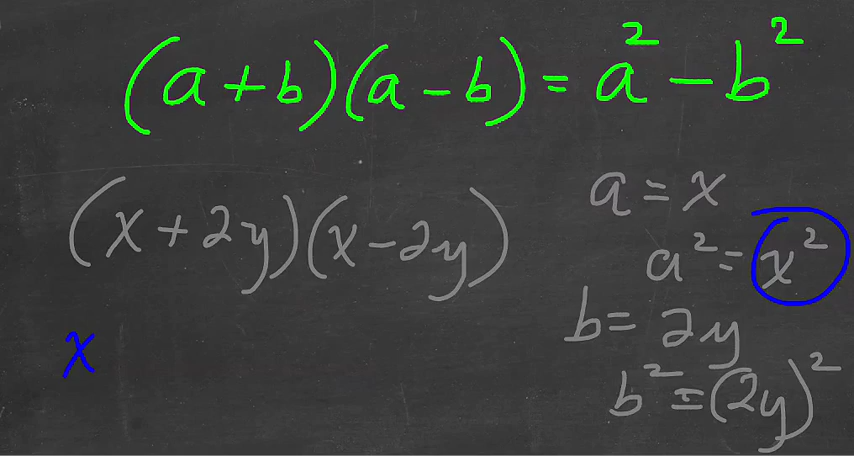 (a+b)(a-b)=a²-b²
(x+2y)(x-2y)
a=x
a²=x²
b=2y
b²=(2y)²
x